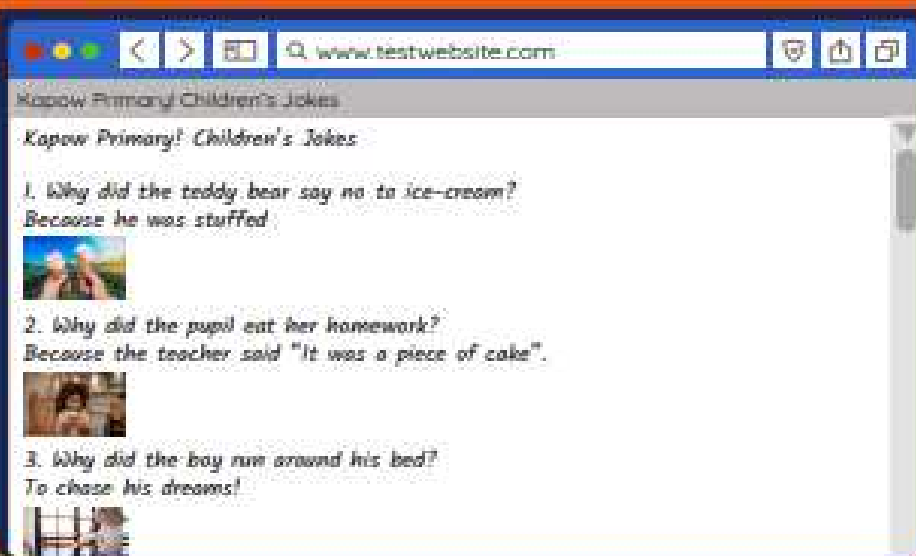 www.testwebsite.com
Kapow Primary! Children's Jokes
Kapow Primary! Children's Jokes
1. Why did the teddy bear say no to ice-cream?
Because he was stuffed
2. Why did the pupil eat her homework?
Because the teacher said "It was a piece of cake".
3. Why did the boy run around his bed?
To chase his dreams!